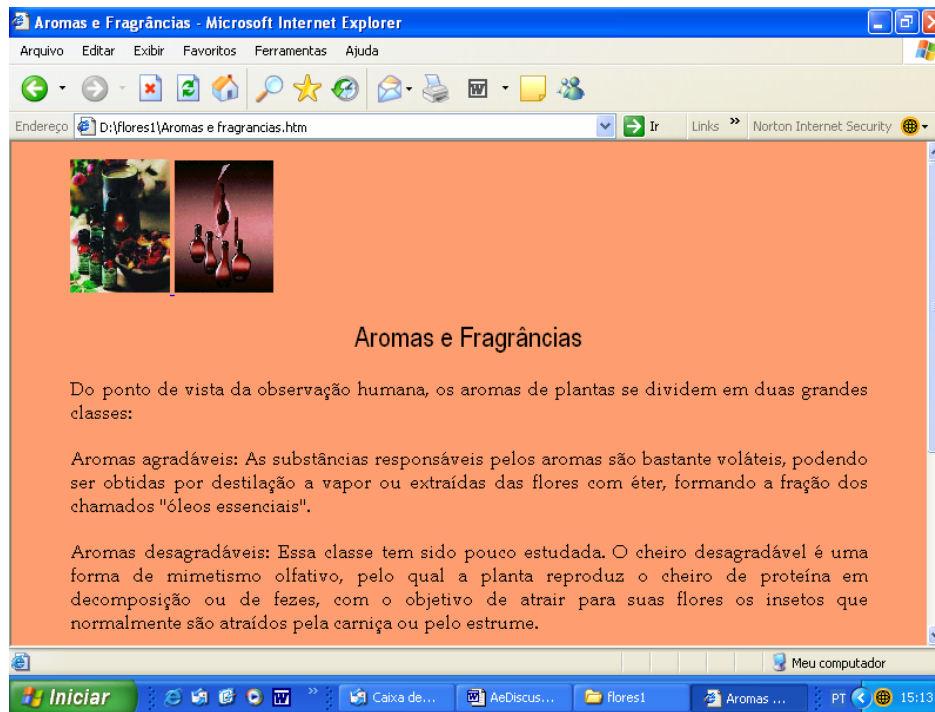 Aromas e Fragrâncias - Microsoft Internet Explorer
Arquivo Editar Exibir Favoritos Ferramentas Ajuda
Endereço D:\flores1\Aromas e fragrancias.htm Ir Links » Norton Internet Security
Aromas e Fragrâncias
Do ponto de vista da observação humana, os aromas de plantas se dividem em duas grandes
classes:
Aromas agradáveis: As substâncias responsáveis pelos aromas são bastante voláteis, podendo
ser obtidas por destilação a vapor ou extraídas das flores com éter, formando a fração dos
chamados "óleos essenciais".
Aromas desagradáveis: Essa classe tem sido pouco estudada. O cheiro desagradável é uma
forma de mimetismo olfativo, pelo qual a planta reproduz o cheiro de proteína em
decomposição ou de fezes, com o objetivo de atrair para suas flores os insetos que
normalmente são atraídos pela carniça ou pelo estrume.
Meu computador
Iniciar » Caixa de... AeDiscus... flores1 Aromas ... PT 15:13